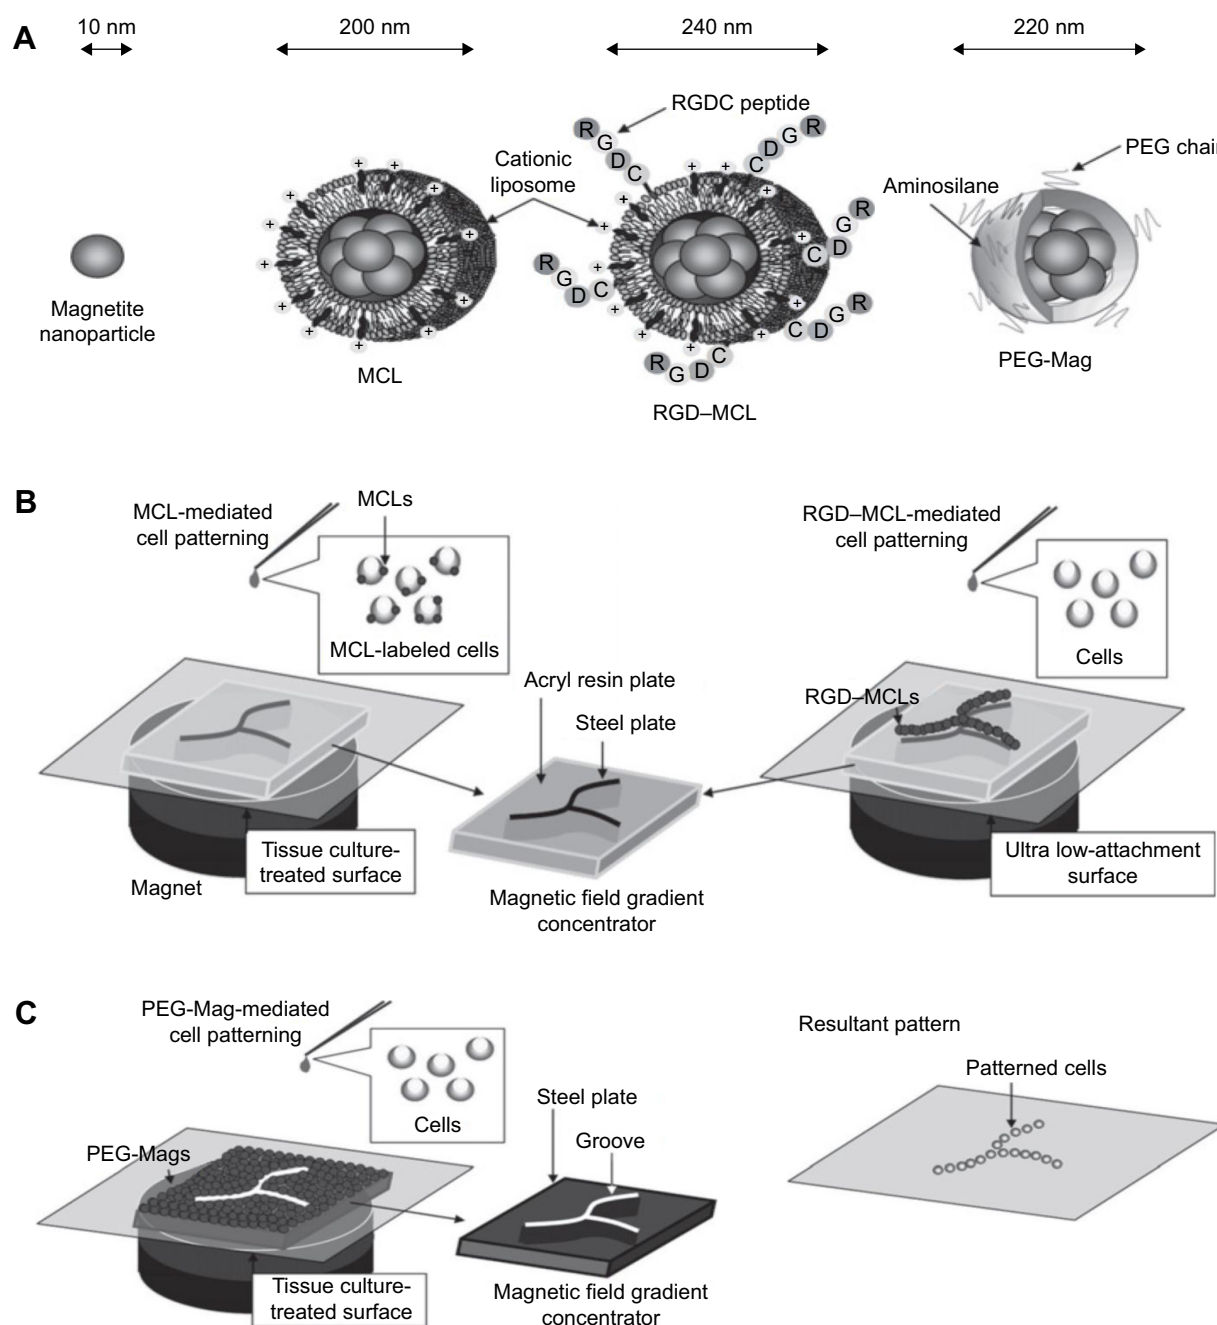 A
10 nm
200 nm
240 nm
220 nm
RGDC peptide
R
G
D
C
C
D
G
R
PEG chain
Cationic
liposome
Aminosilane
+ + + + + + + + + + + +
+ + + + + + + + + +
C
D
G
R
R
G
D
C
C
D
G
R
R
G
D
C
Magnetite
nanoparticle
MCL
RGD–MCL
PEG-Mag
B
MCL-mediated
cell patterning
MCLs
MCL-labeled cells
RGD–MCL-mediated
cell patterning
Cells
Acryl resin plate
Steel plate
RGD–MCLs
Tissue culture-
treated surface
Magnet
Magnetic field gradient
concentrator
Ultra low-attachment
surface
C
PEG-Mag-mediated
cell patterning
Cells
PEG-Mags
Steel plate
Groove
Tissue culture-
treated surface
Magnetic field gradient
concentrator
Resultant pattern
Patterned cells